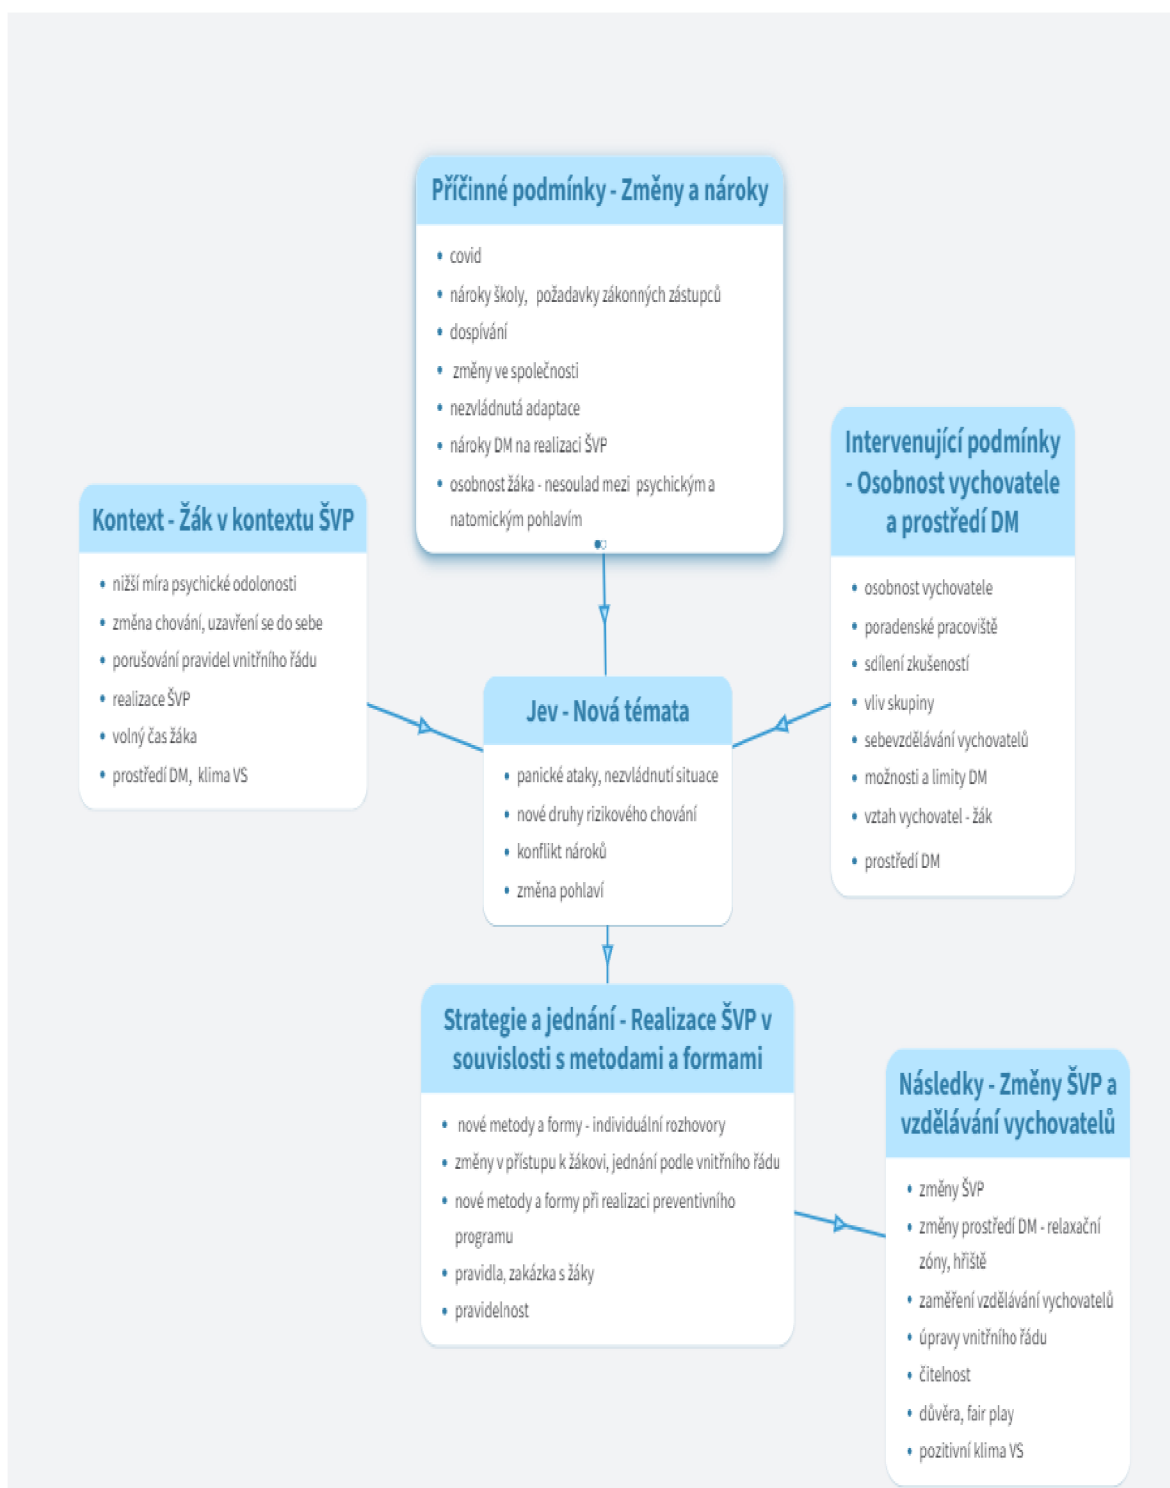 Příčinné podmínky - Změny a nároky
covid
nároky školy, požadavky zákonných zástupců
dospívání
změny ve společnosti
nezvládnutá adaptace
nároky DM na realizaci ŠVP
osobnost žáka - nesoulad mezi psychickým a
natomickým pohlavím
Kontext - Žák v kontextu ŠVP
nižší míra psychické odolonosti
změna chování, uzavření se do sebe
porušování pravidel vnitřního řádu
realizace ŠVP
volný čas žáka
prostředí DM, klima VS
Intervenující podmínky
- Osobnost vychovatele
a prostředí DM
osobnost vychovatele
poradenské pracoviště
sdílení zkušeností
vliv skupiny
sebevzdělávání vychovatelů
možnosti a limity DM
vztah vychovatel - žák
prostředí DM
Jev - Nová témata
panické ataky, nezvládnutí situace
nové druhy rizikového chování
konflikt nároků
změna pohlaví
Strategie a jednání - Realizace ŠVP v
souvislosti s metodami a formami
nové metody a formy - individuální rozhovory
změny v přístupu k žákovi, jednání podle vnitřního řádu
nové metody a formy při realizaci preventivního
programu
pravidla, zakázka s žáky
pravidelnost
Následky - Změny ŠVP a
vzdělávání vychovatelů
změny ŠVP
změny prostředí DM - relaxační
zóny, hřiště
zaměření vzdělávání vychovatelů
úpravy vnitřního řádu
čitelnost
důvěra, fair play
pozitivní klima VS